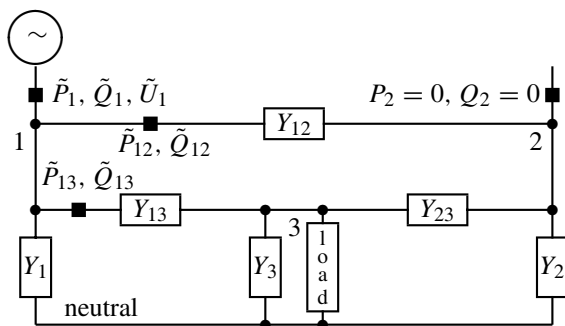 ∼
P̃₁, Q̃₁, Ũ₁
P₂ = 0, Q₂ = 0
1
Y₁₂
2
P̃₁₂, Q̃₁₂
P̃₁₃, Q̃₁₃
Y₁₃
Y₂₃
3
Y₁
Y₃
load
Y₂
neutral